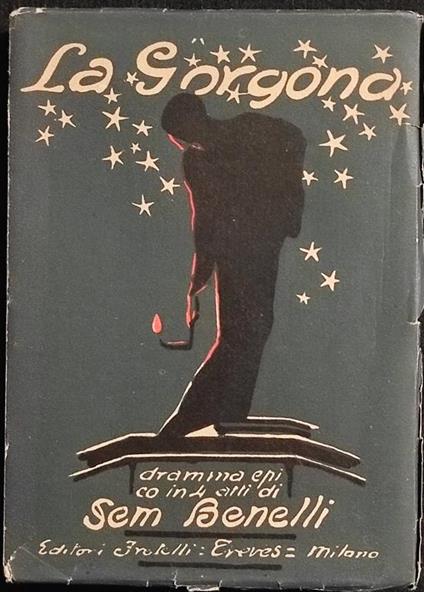 La Gorgona
dramma epi
co in 4 atti di
Sem Benelli
Editori Fratelli = Treves = Milano